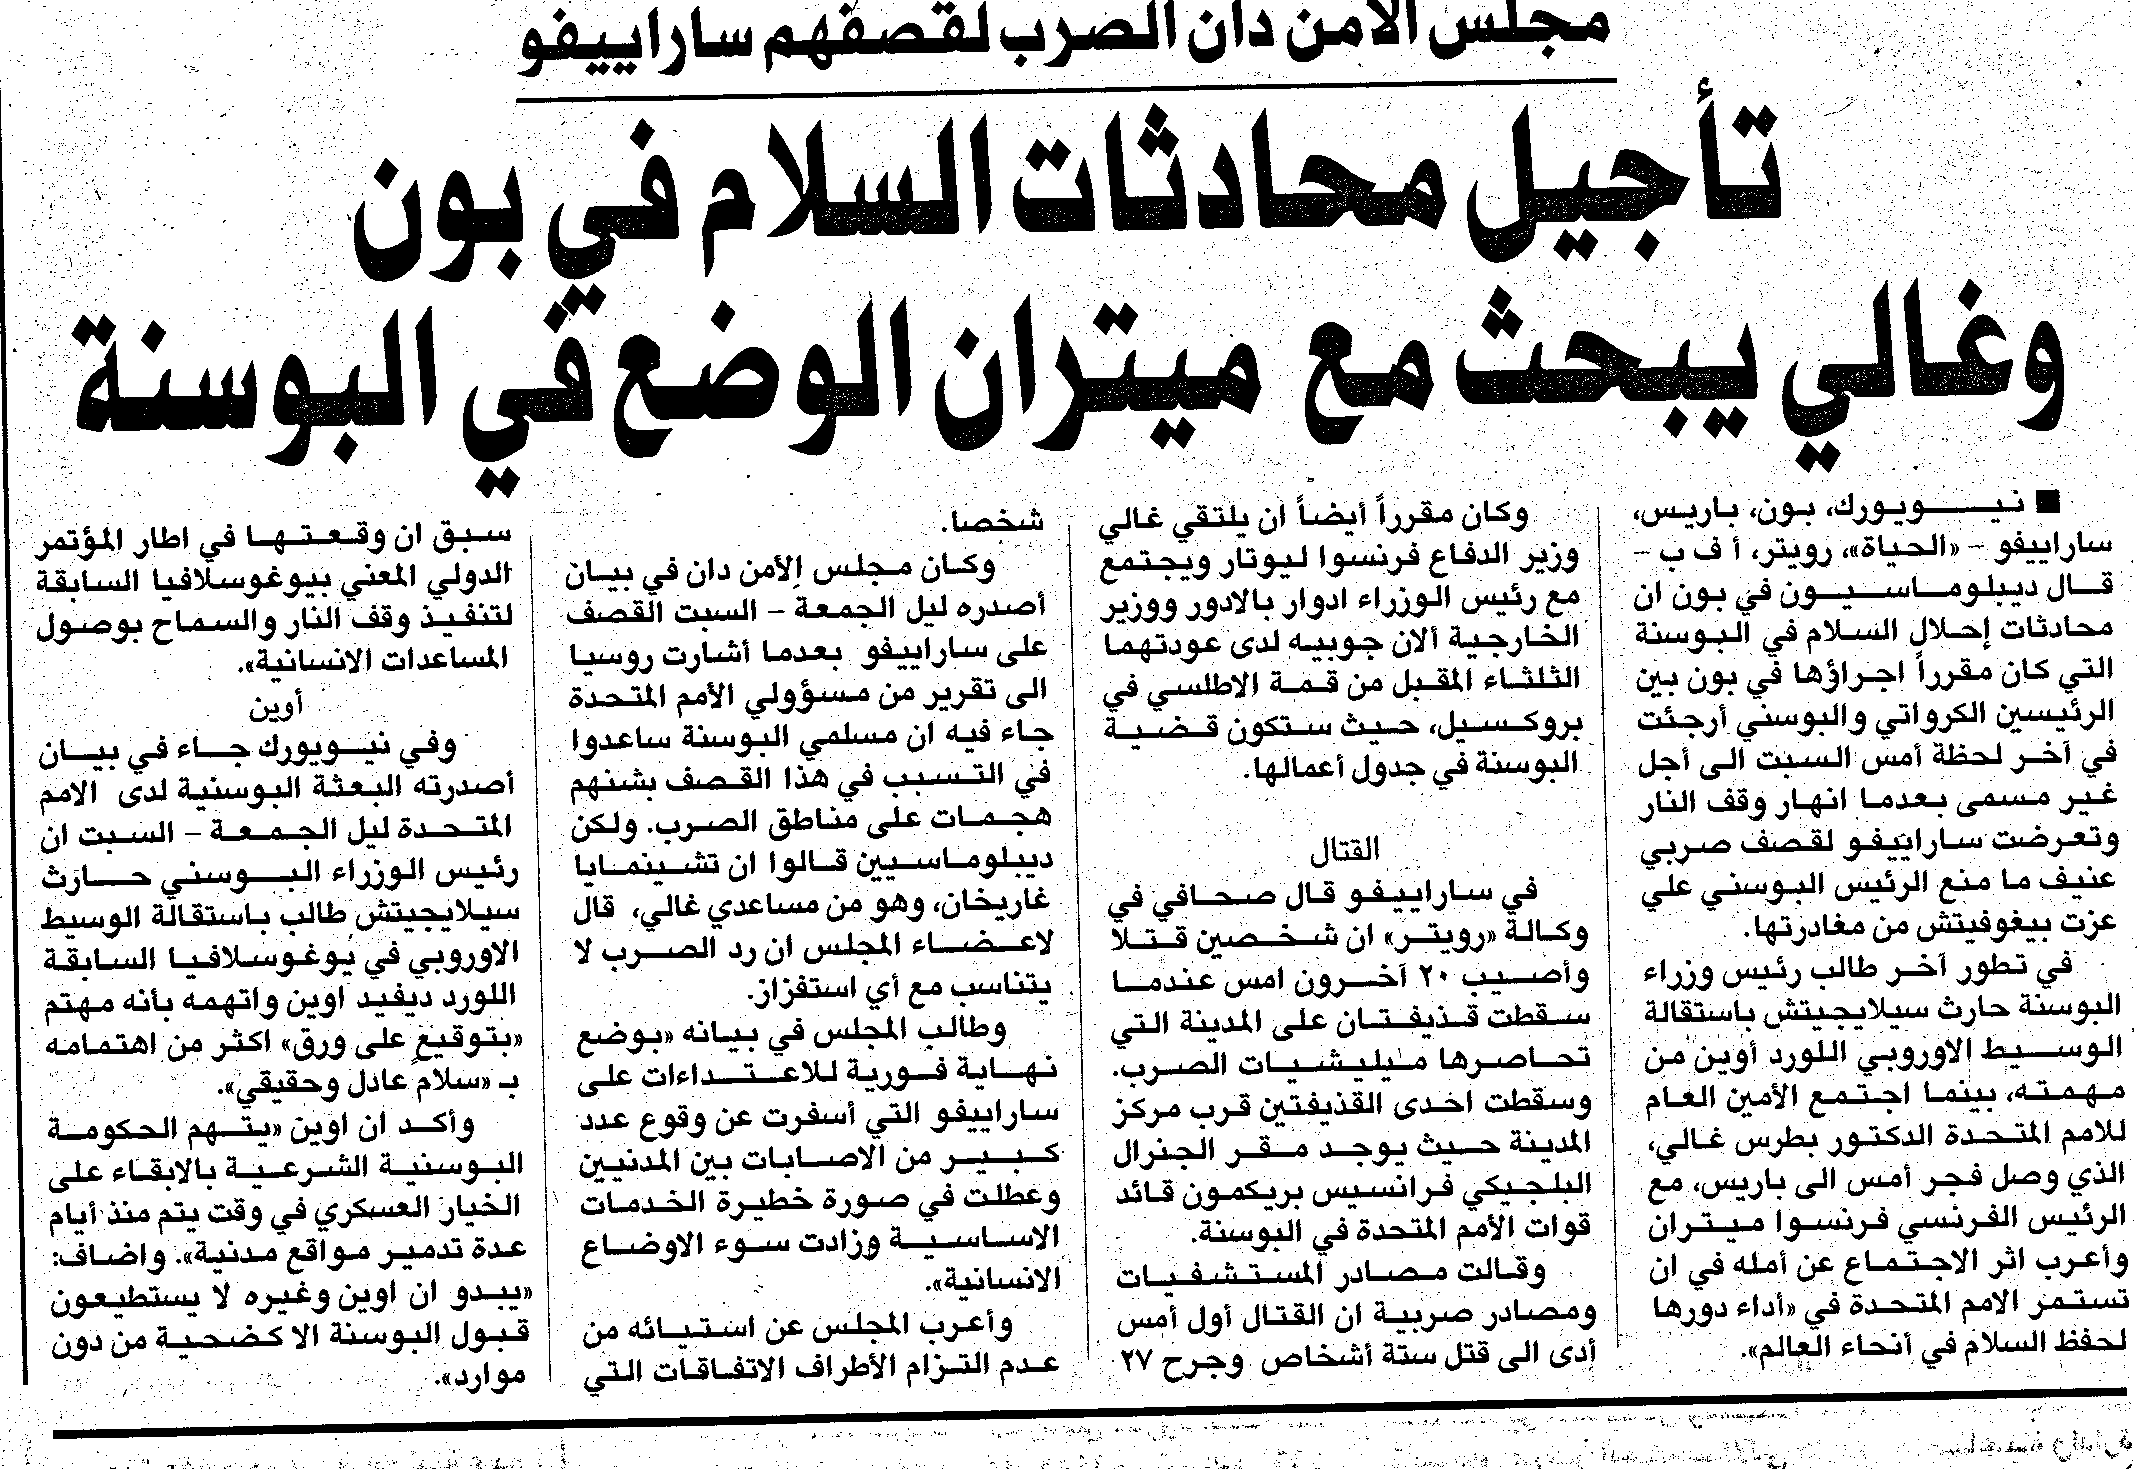 مجلس الامن دان الصرب لقصفهم ساراييفو
تأجيل محادثات السلام في بون
وغالي يبحث مع ميتران الوضع في البوسنة
■ نيـــويورك، بون، باريس،
ساراييفو – «الحياة»، رويتر، أ ف ب –
قال ديبلوماسيون في بون ان
محادثات إحلال السلام في البوسنة
التي كان مقرراً اجراؤها في بون بين
الرئيسين الكرواتي والبوسني أرجئت
في آخر لحظة أمس السبت الى أجل
غير مسمى بعدما انهار وقف النار
وتعرضت ساراييفو لقصف صربي
عنيف ما منع الرئيس البوسني علي
عزت بيغوفيتش من مغادرتها.
في تطور آخر طالب رئيس وزراء
البوسنة حارث سيلايجيتش باستقالة
الوسيط الاوروبي اللورد أوين من
مهمته، بينما اجتمع الأمين العام
للامم المتحدة الدكتور بطرس غالي،
الذي وصل فجر أمس الى باريس، مع
الرئيس الفرنسي فرنسوا ميتران
وأعرب اثر الاجتماع عن أمله في ان
تستمر الامم المتحدة في «أداء دورها
لحفظ السلام في أنحاء العالم».
وكان مقرراً أيضاً ان يلتقي غالي
وزير الدفاع فرنسوا ليوتار ويجتمع
مع رئيس الوزراء ادوار بالادور ووزير
الخارجية ألان جوبيه لدى عودتهما
الثلثاء المقبل من قمة الاطلسي في
بروكسيل، حيث ستكون قضية
البوسنة في جدول أعمالها.
القتال
في ساراييفو قال صحافي في
وكالة «رويتر» ان شخصين قتلا
وأصيب ٢٠ آخرون امس عندما
سقطت قذيفتان على المدينة التي
تحاصرها ميليشيات الصرب.
وسقطت احدى القذيفتين قرب مركز
المدينة حيث يوجد مقر الجنرال
البلجيكي فرانسيس بريكمون قائد
قوات الأمم المتحدة في البوسنة.
وقالت مصادر المستشفيات
ومصادر صربية ان القتال أول أمس
أدى الى قتل ستة أشخاص وجرح ٢٧
شخصا.
وكان مجلس الأمن دان في بيان
أصدره ليل الجمعة – السبت القصف
على ساراييفو بعدما أشارت روسيا
الى تقرير من مسؤولي الأمم المتحدة
جاء فيه ان مسلمي البوسنة ساعدوا
في التسبب في هذا القصف بشنهم
هجمات على مناطق الصرب. ولكن
ديبلوماسيين قالوا ان تشينمايا
غاريخان، وهو من مساعدي غالي، قال
لاعضاء المجلس ان رد الصرب لا
يتناسب مع أي استفزاز.
وطالب المجلس في بيانه «بوضع
نهاية فورية للاعتداءات على
ساراييفو التي أسفرت عن وقوع عدد
كبير من الاصابات بين المدنيين
وعطلت في صورة خطيرة الخدمات
الاساسية وزادت سوء الاوضاع
الانسانية».
وأعرب المجلس عن استيائه من
عدم التزام الأطراف الاتفاقات التي
سبق ان وقعتها في اطار المؤتمر
الدولي المعني بيوغوسلافيا السابقة
لتنفيذ وقف النار والسماح بوصول
المساعدات الانسانية».
أوين
وفي نيويورك جاء في بيان
أصدرته البعثة البوسنية لدى الامم
المتحدة ليل الجمعة – السبت ان
رئيس الوزراء البوسني حارث
سيلايجيتش طالب باستقالة الوسيط
الاوروبي في يوغوسلافيا السابقة
اللورد ديفيد اوين واتهمه بأنه مهتم
«بتوقيع على ورق» اكثر من اهتمامه
بـ «سلام عادل وحقيقي».
وأكد ان اوين «يتهم الحكومة
البوسنية الشرعية بالابقاء على
الخيار العسكري في وقت يتم منذ أيام
عدة تدمير مواقع مدنية». واضاف:
«يبدو ان اوين وغيره لا يستطيعون
قبول البوسنة الا كضحية من دون
موارد».